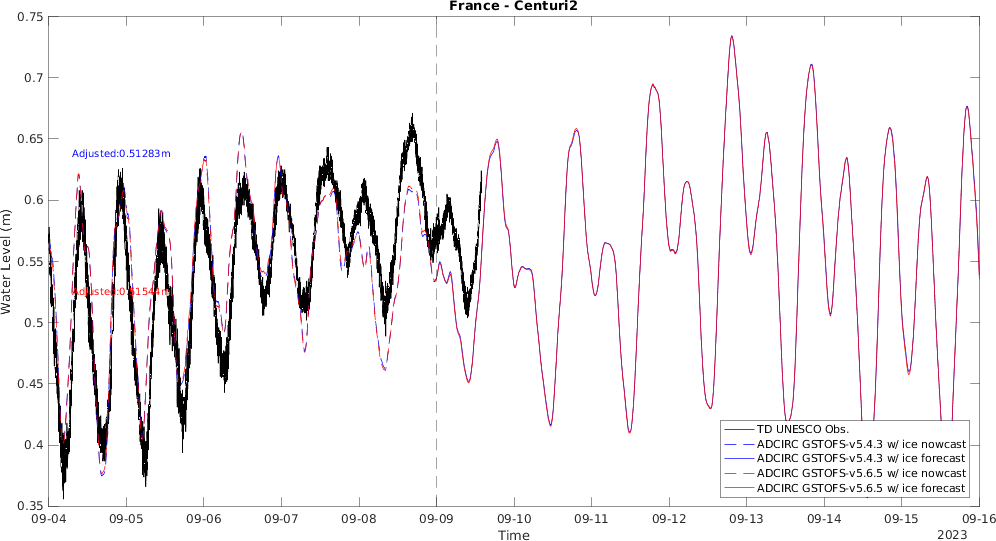 France - Centuri2
0.75
0.7
0.65
0.6
0.55
0.5
0.45
0.4
0.35
Water Level (m)
Adjusted:0.51283m
TD UNESCO Obs.
ADCIRC GSTOFS-v5.4.3 w/ ice nowcast
ADCIRC GSTOFS-v5.4.3 w/ ice forecast
ADCIRC GSTOFS-v5.6.5 w/ ice nowcast
ADCIRC GSTOFS-v5.6.5 w/ ice forecast
09-04 09-05 09-06 09-07 09-08 09-09 09-10 09-11 09-12 09-13 09-14 09-15 09-16
Time
2023